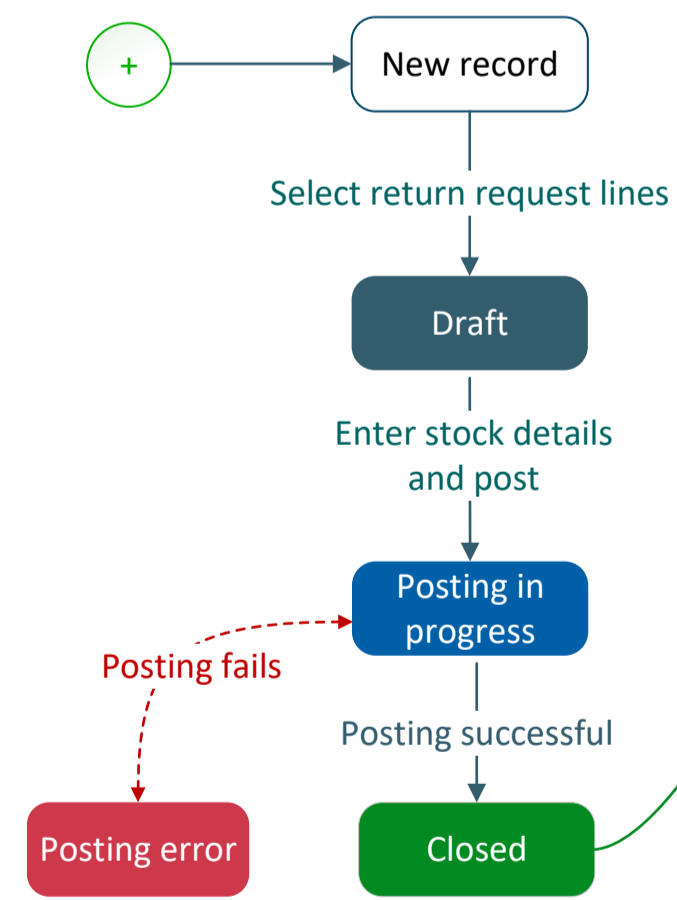 +
New record
Select return request lines
Draft
Enter stock details
and post
Posting in
progress
Posting fails
Posting successful
Posting error
Closed